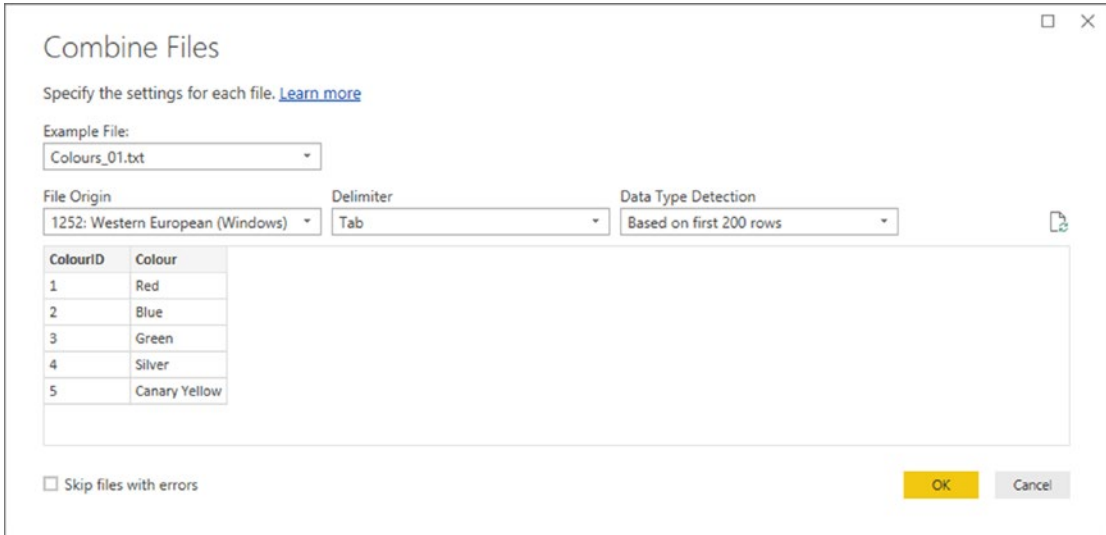 Combine Files
Specify the settings for each file. Learn more
Example File:
Colours_01.txt
File Origin Delimiter Data Type Detection
1252: Western European (Windows) Tab Based on first 200 rows
ColourID Colour
1 Red
2 Blue
3 Green
4 Silver
5 Canary Yellow
Skip files with errors OK Cancel